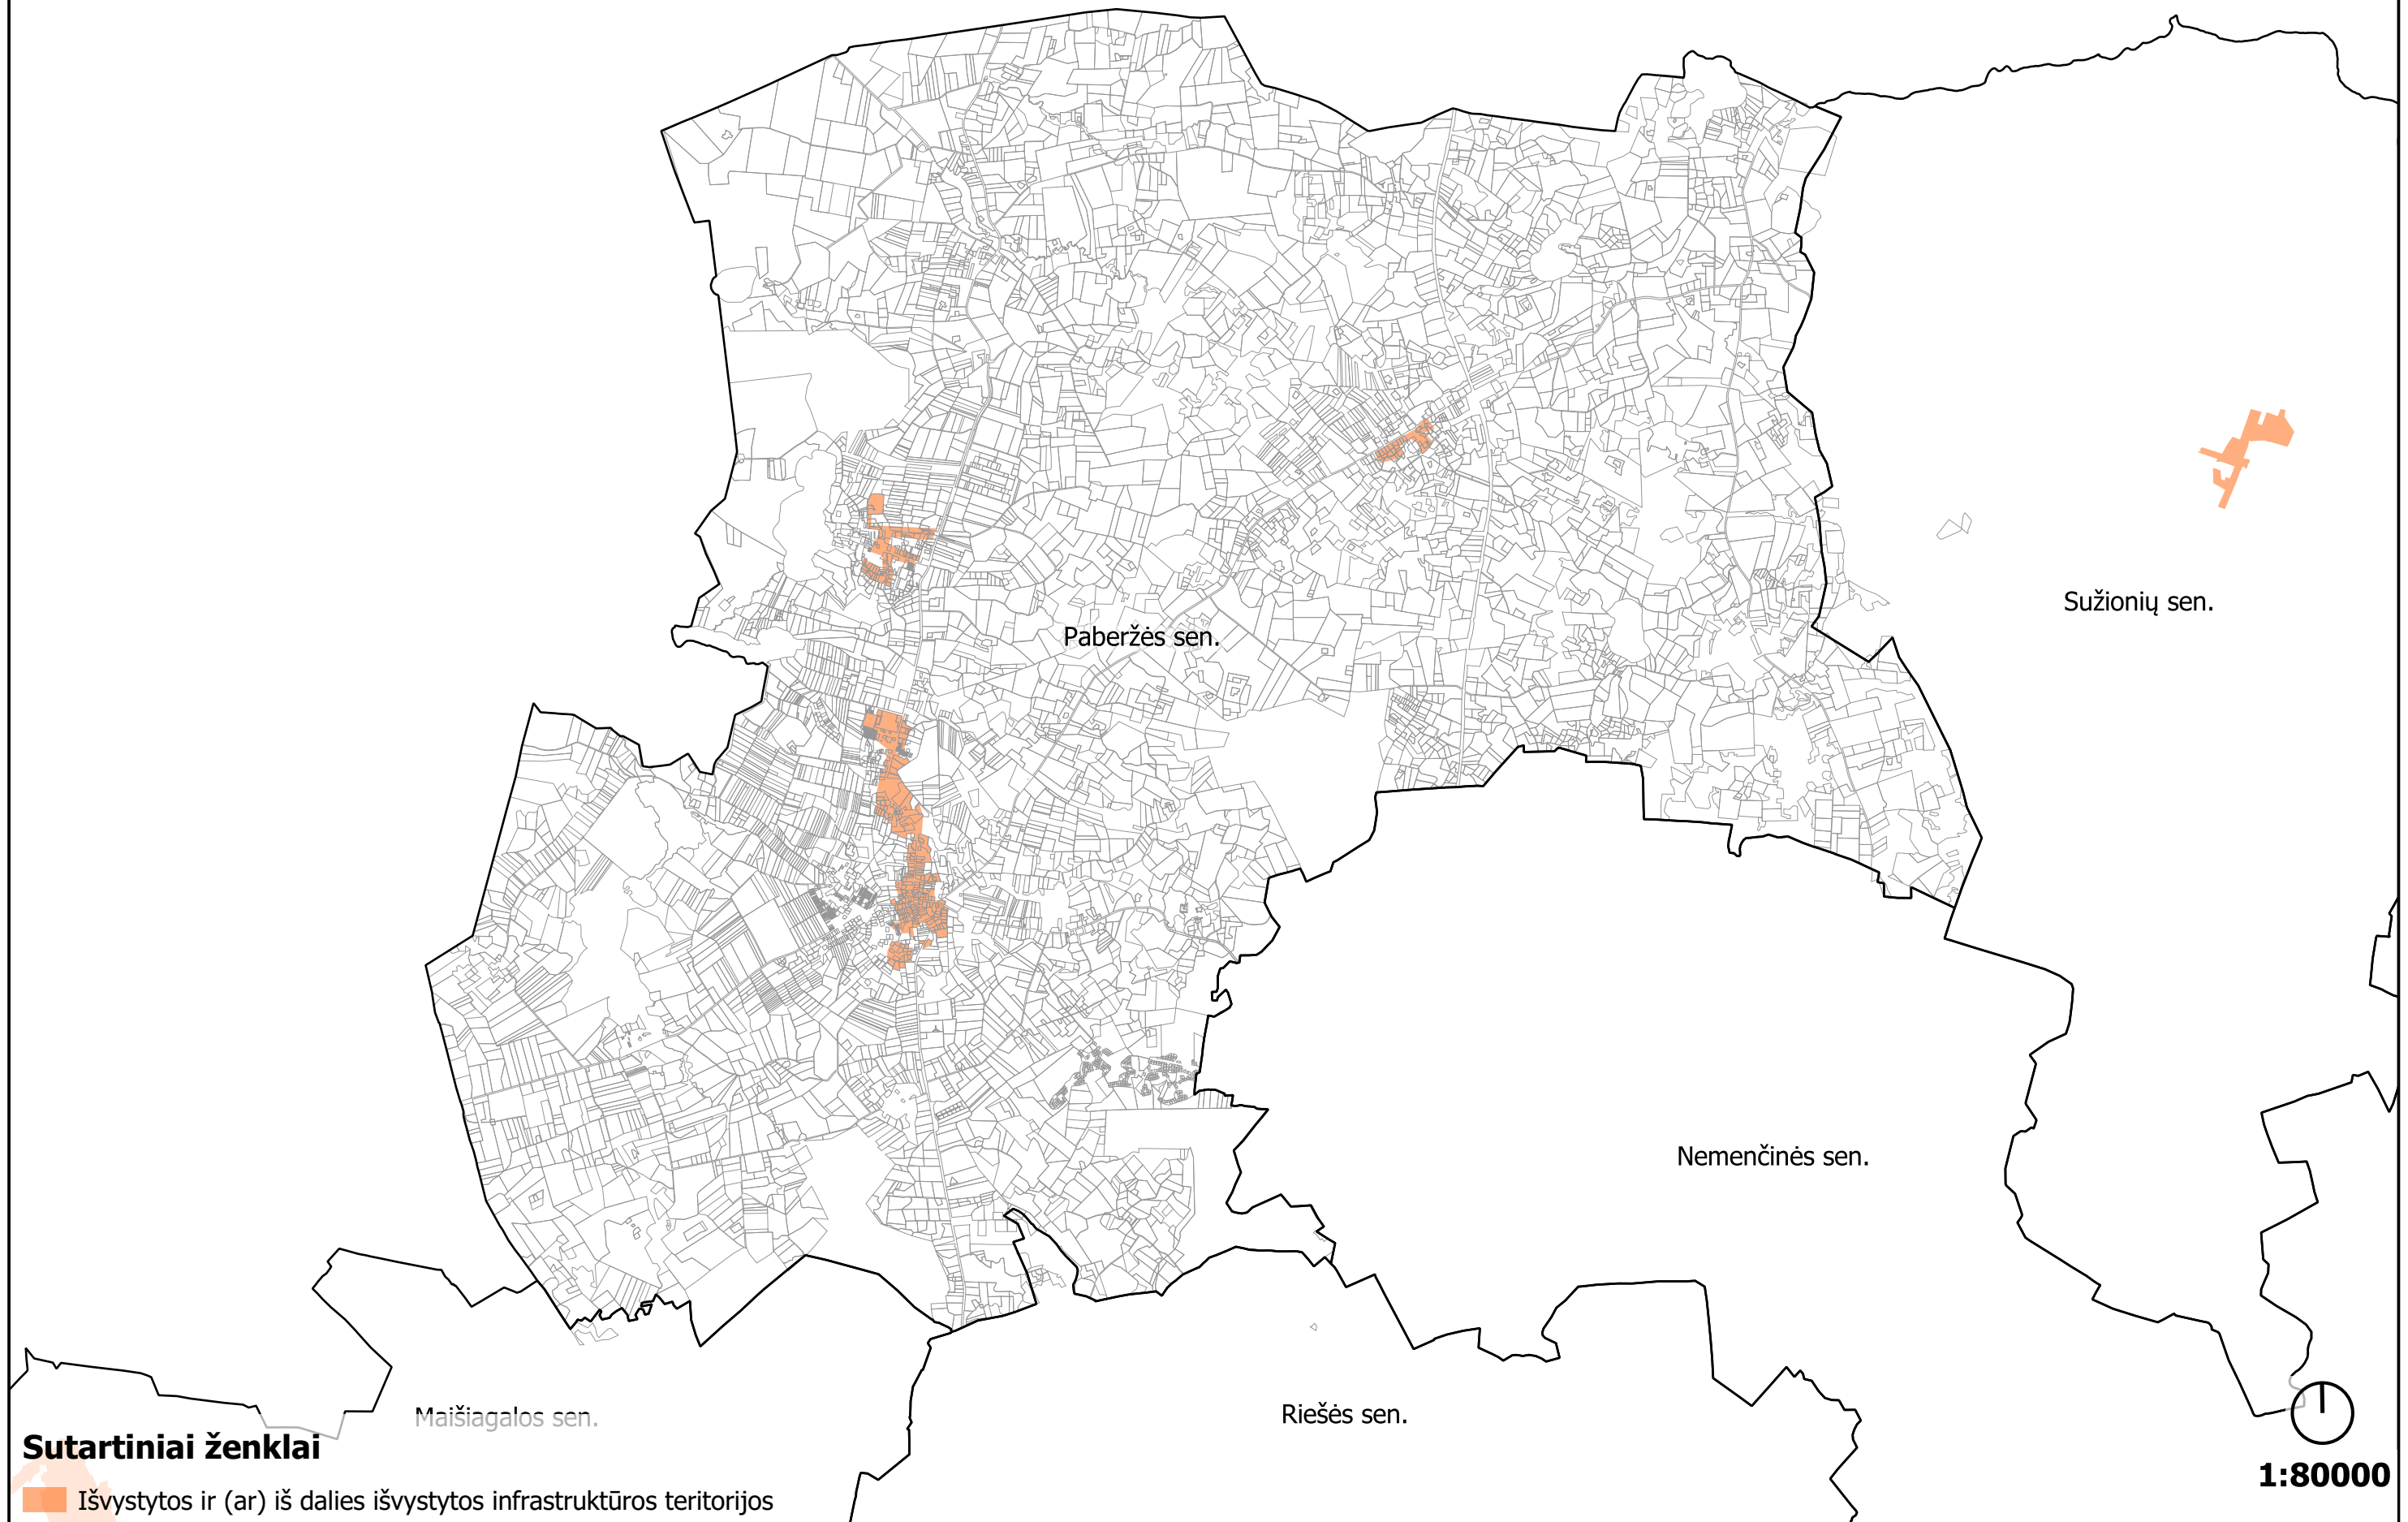 Sužionių sen.
Paberžės sen.
Nemenčinės sen.
Maišiagalos sen.
Riešės sen.
Sutartiniai ženklai
Išvystytos ir (ar) iš dalies išvystytos infrastruktūros teritorijos
1:80000